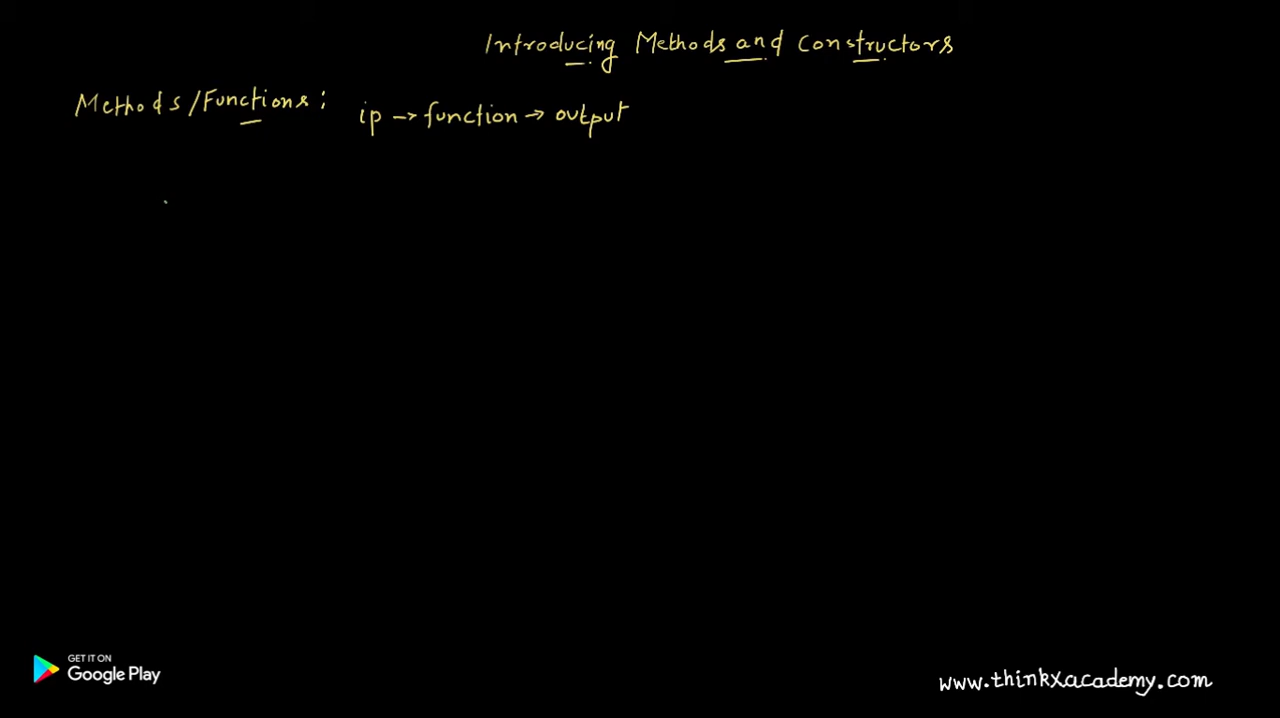 Introducing Methods and Constructors
Methods/Functions: ip → function → output
GET IT ON
Google Play
www.thinkxacademy.com